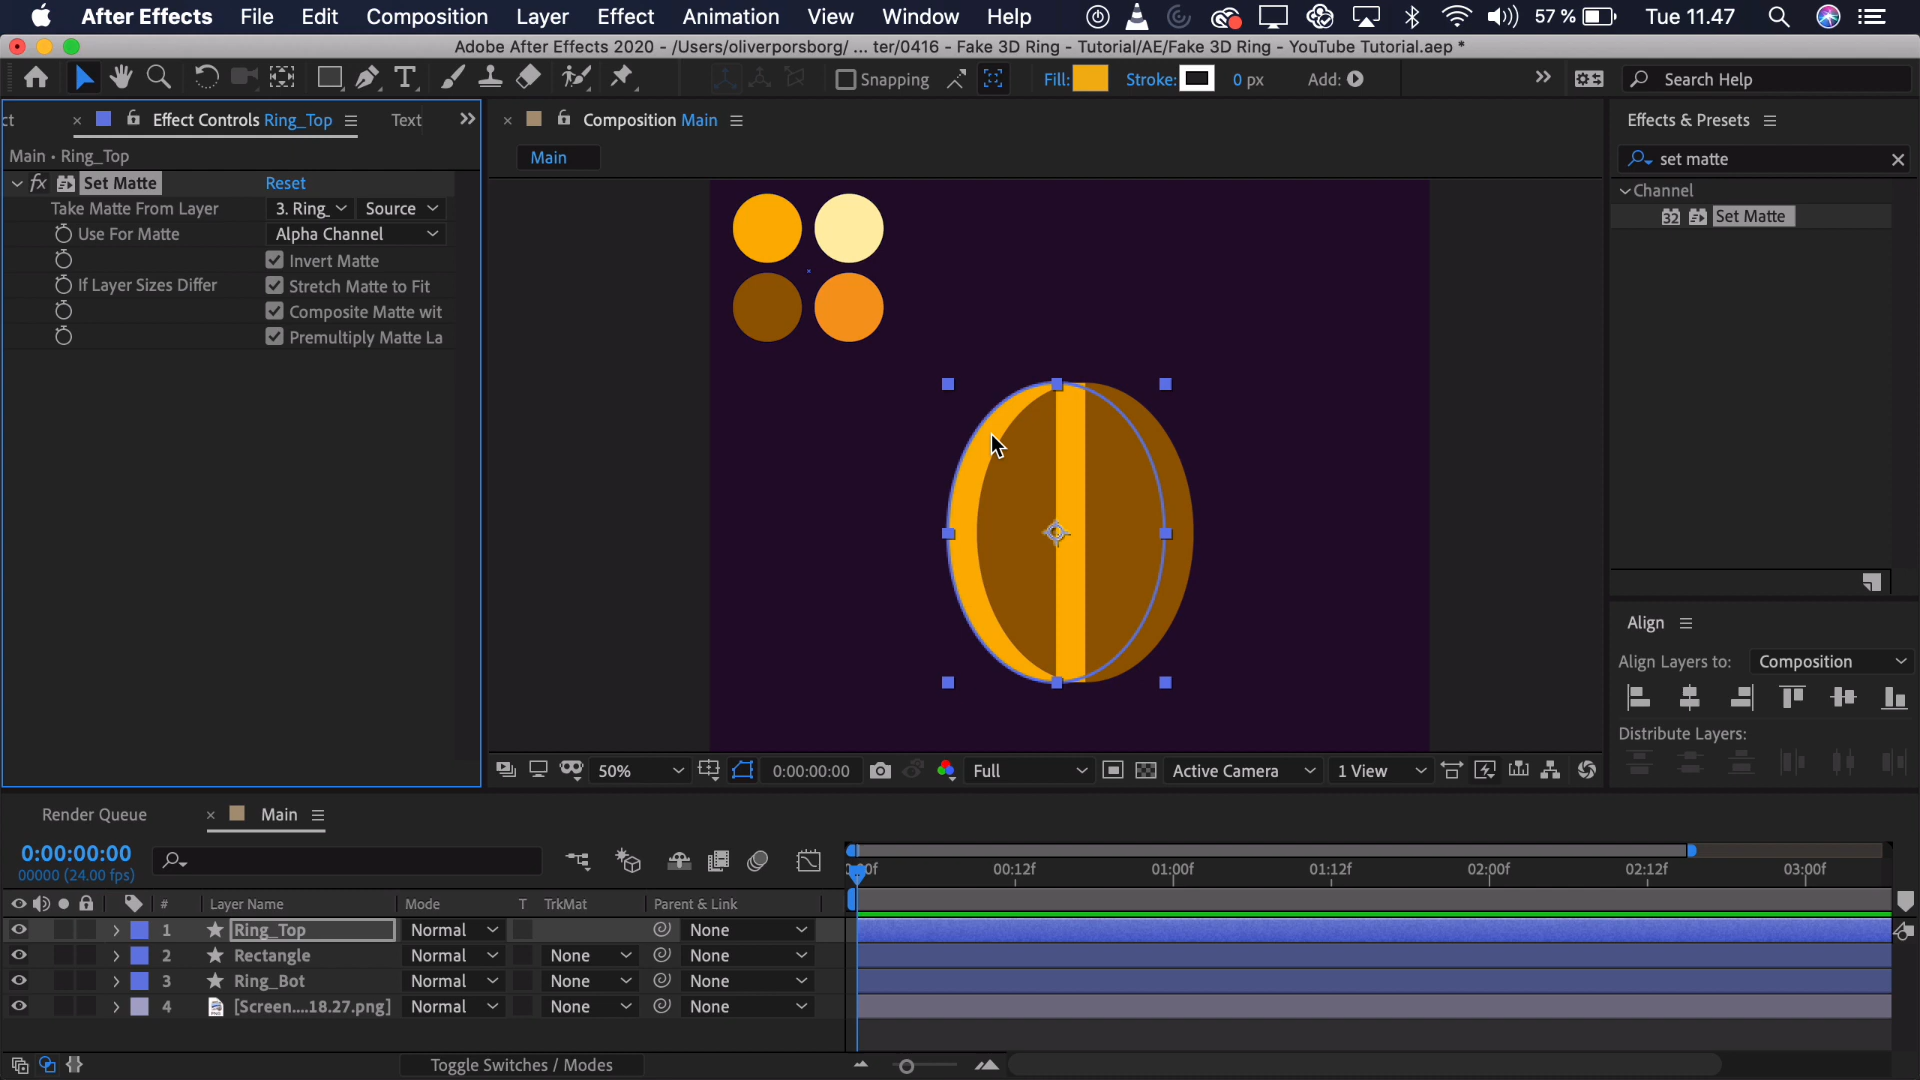 After Effects File Edit Composition Layer Effect Animation View Window Help 57 % Tue 11.47
Adobe After Effects 2020 - /Users/oliverporsborg/ ... ter/0416 - Fake 3D Ring - Tutorial/AE/Fake 3D Ring - YouTube Tutorial.aep *
Snapping Fill: Stroke: 0 px Add: Search Help
ct Effect Controls Ring_Top Text
Composition Main
Effects & Presets
Main • Ring_Top
Main
set matte
fx Set Matte Reset
Channel
Take Matte From Layer 3. Ring_ Source
32 Set Matte
Use For Matte Alpha Channel
Invert Matte
If Layer Sizes Differ Stretch Matte to Fit
Composite Matte wit
Premultiply Matte La
Align
Align Layers to: Composition
Distribute Layers:
50% 0:00:00:00 Full Active Camera 1 View
Render Queue Main
0:00:00:00
00000 (24.00 fps)
00f 00:12f 01:00f 01:12f 02:00f 02:12f 03:00f
# Layer Name Mode T TrkMat Parent & Link
1 Ring_Top Normal None
2 Rectangle Normal None None
3 Ring_Bot Normal None None
4 [Screen....18.27.png] Normal None None
Toggle Switches / Modes